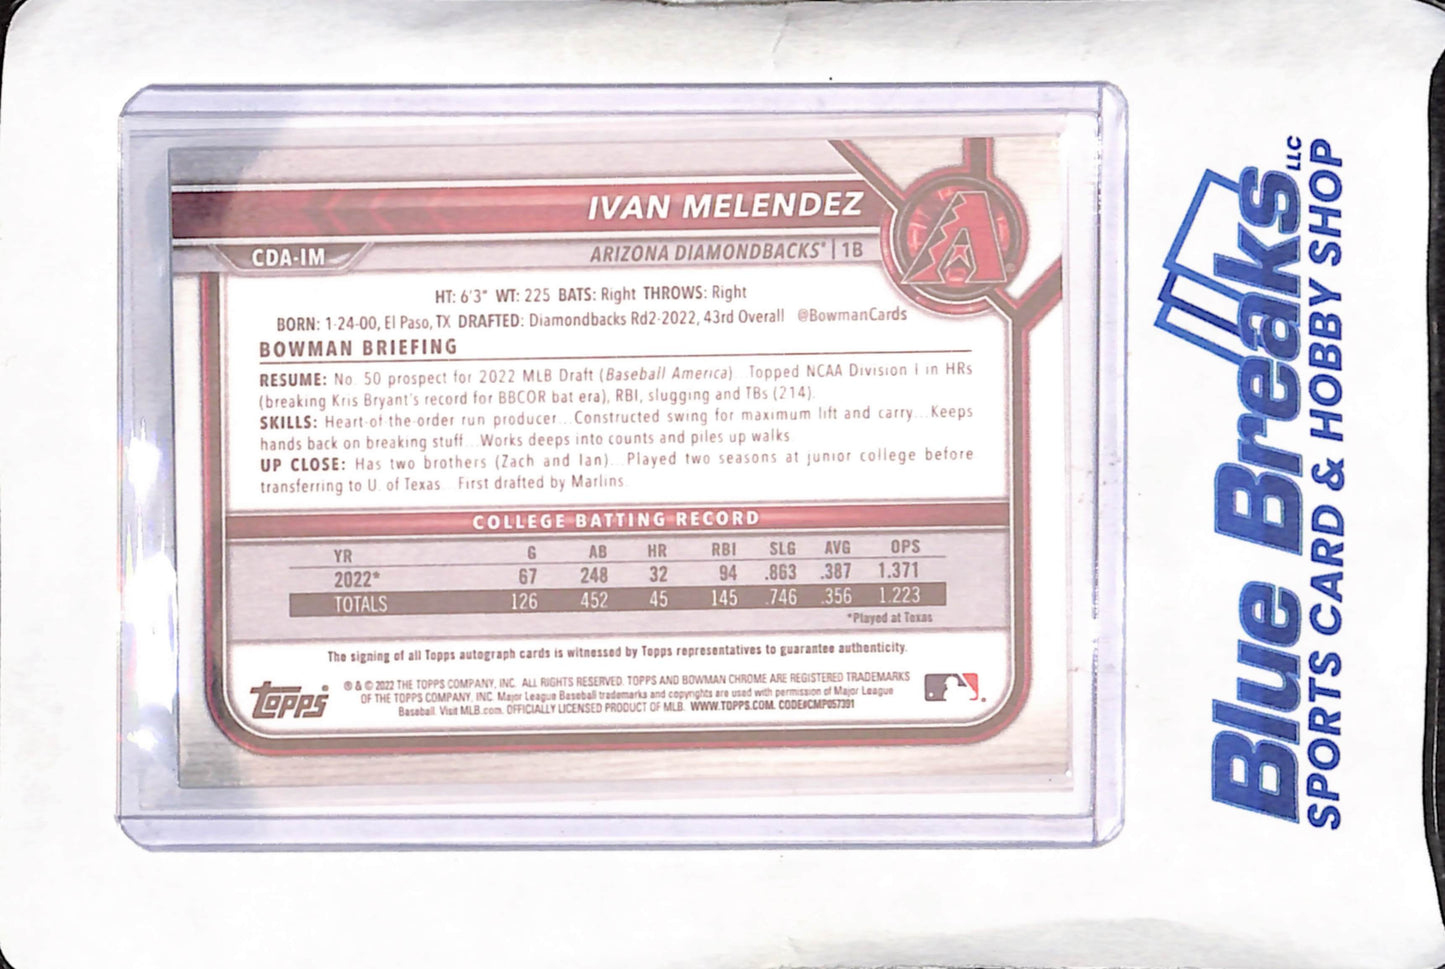 IVAN MELENDEZ
CDA-IM
ARIZONA DIAMONDBACKS® | 1B
HT: 6'3" WT: 225 BATS: Right THROWS: Right
BORN: 1-24-00, El Paso, TX DRAFTED: Diamondbacks Rd2-2022, 43rd Overall @BowmanCards
BOWMAN BRIEFING
RESUME: No. 50 prospect for 2022 MLB Draft (Baseball America). Topped NCAA Division I in HRs
(breaking Kris Bryant's record for BBCOR bat era), RBI, slugging and TBs (214).
SKILLS: Heart-of-the-order run producer...Constructed swing for maximum lift and carry...Keeps
hands back on breaking stuff...Works deeps into counts and piles up walks.
UP CLOSE: Has two brothers (Zach and Ian)...Played two seasons at junior college before
transferring to U. of Texas...First drafted by Marlins.
COLLEGE BATTING RECORD
YR G AB HR RBI SLG AVG OPS
2022* 67 248 32 94 .863 .387 1.371
TOTALS 126 452 45 145 .746 .356 1.223
*Played at Texas
The signing of all Topps autograph cards is witnessed by Topps representatives to guarantee authenticity.
topps
® & © 2022 THE TOPPS COMPANY, INC. ALL RIGHTS RESERVED. TOPPS AND BOWMAN CHROME ARE REGISTERED TRADEMARKS
OF THE TOPPS COMPANY, INC. Major League Baseball trademarks and copyrights are used with permission of Major League
Baseball. Visit MLB.com. OFFICIALLY LICENSED PRODUCT OF MLB. WWW.TOPPS.COM. CODE#CMP057391
Blue Breaks LLC
SPORTS CARD & HOBBY SHOP